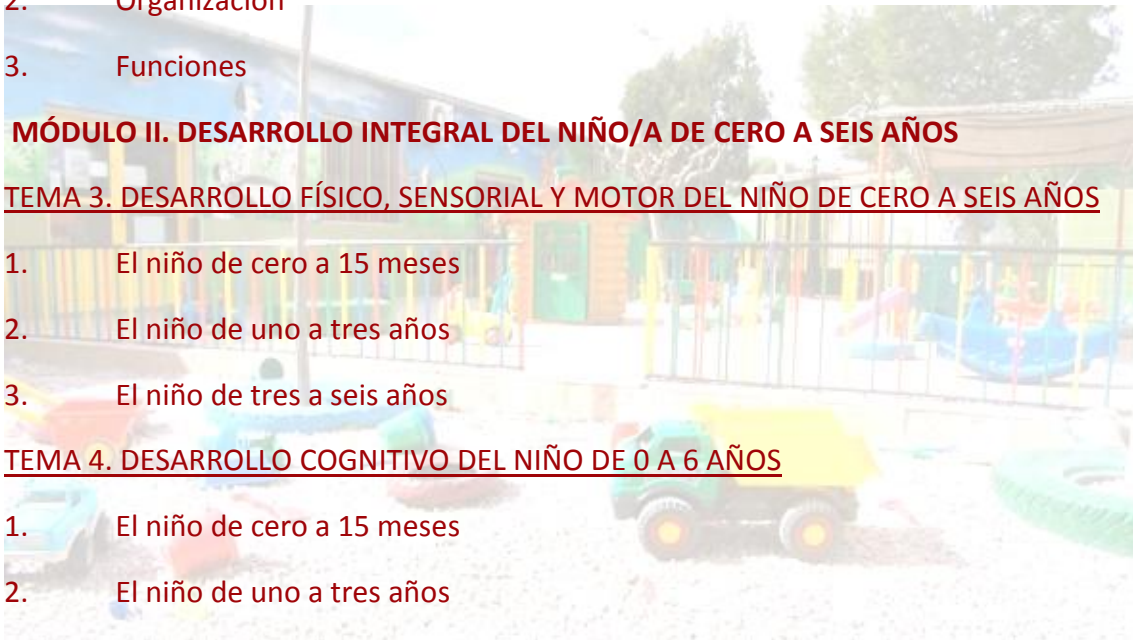 2. Organización
3. Funciones
MÓDULO II. DESARROLLO INTEGRAL DEL NIÑO/A DE CERO A SEIS AÑOS
TEMA 3. DESARROLLO FÍSICO, SENSORIAL Y MOTOR DEL NIÑO DE CERO A SEIS AÑOS
1. El niño de cero a 15 meses
2. El niño de uno a tres años
3. El niño de tres a seis años
TEMA 4. DESARROLLO COGNITIVO DEL NIÑO DE 0 A 6 AÑOS
1. El niño de cero a 15 meses
2. El niño de uno a tres años